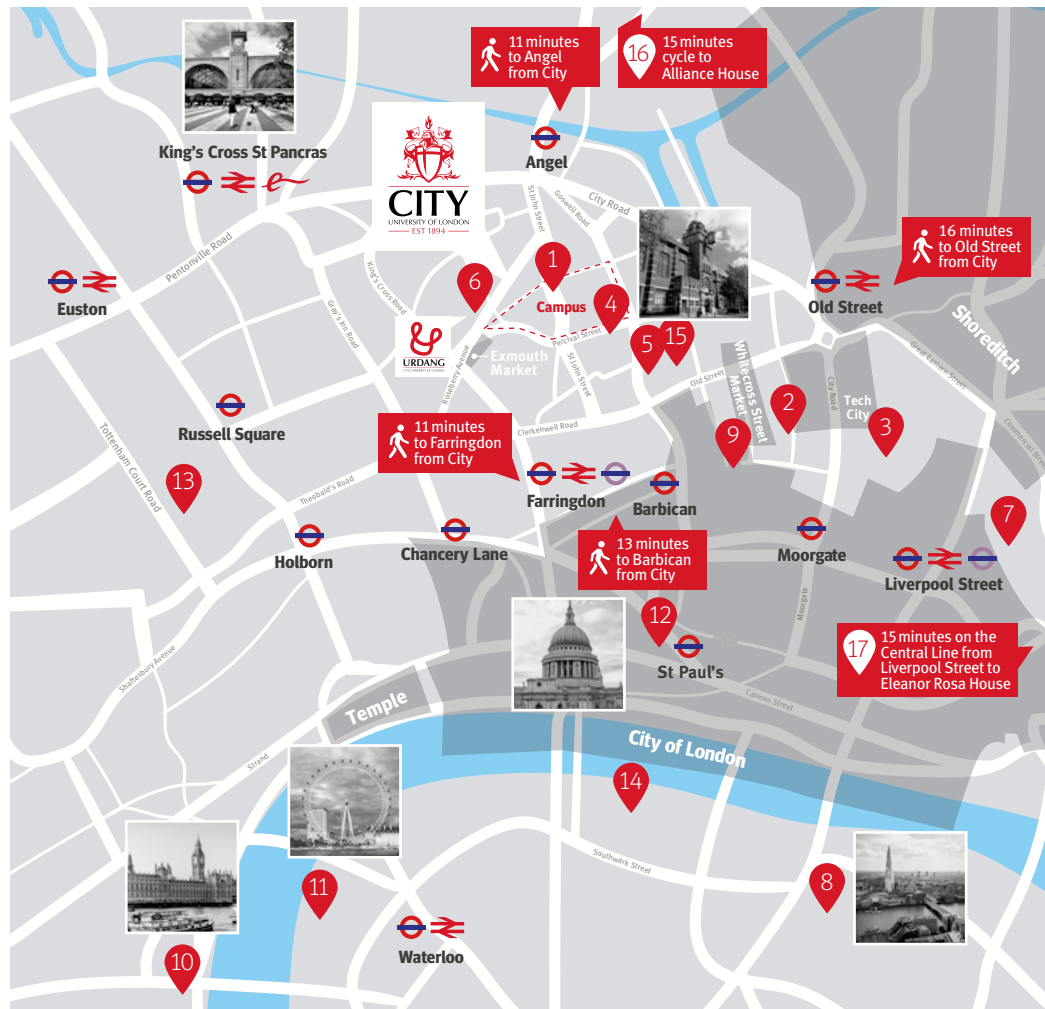 11 minutes
to Angel
from City
16
15 minutes
cycle to
Alliance House
King's Cross St Pancras
CITY
UNIVERSITY OF LONDON
EST 1894
Angel
St John Street
Goswell Road
City Road
Pentonville Road
King's Cross Road
Gray's Inn Road
16 minutes
to Old Street
from City
Euston
6
1
Campus
4
Old Street
Shoreditch
URDANG
CITY, UNIVERSITY OF LONDON
Rosebery Avenue
Exmouth
Market
Percival Street
St John Street
5
15
Old Street
Whitecross Street
Market
2
City Road
Tech
City
3
Great Eastern Street
Commercial Street
Russell Square
Tottenham Court Road
13
11 minutes
to Farringdon
from City
Clerkenwell Road
Theobald's Road
9
Farringdon
Barbican
7
Holborn
Chancery Lane
13 minutes
to Barbican
from City
Moorgate
Moorgate
Liverpool Street
12
St Paul's
17
15 minutes on the
Central Line from
Liverpool Street to
Eleanor Rosa House
Shaftesbury Avenue
Cannon Street
Temple
City of London
Strand
14
Southwark Street
8
11
Waterloo
10